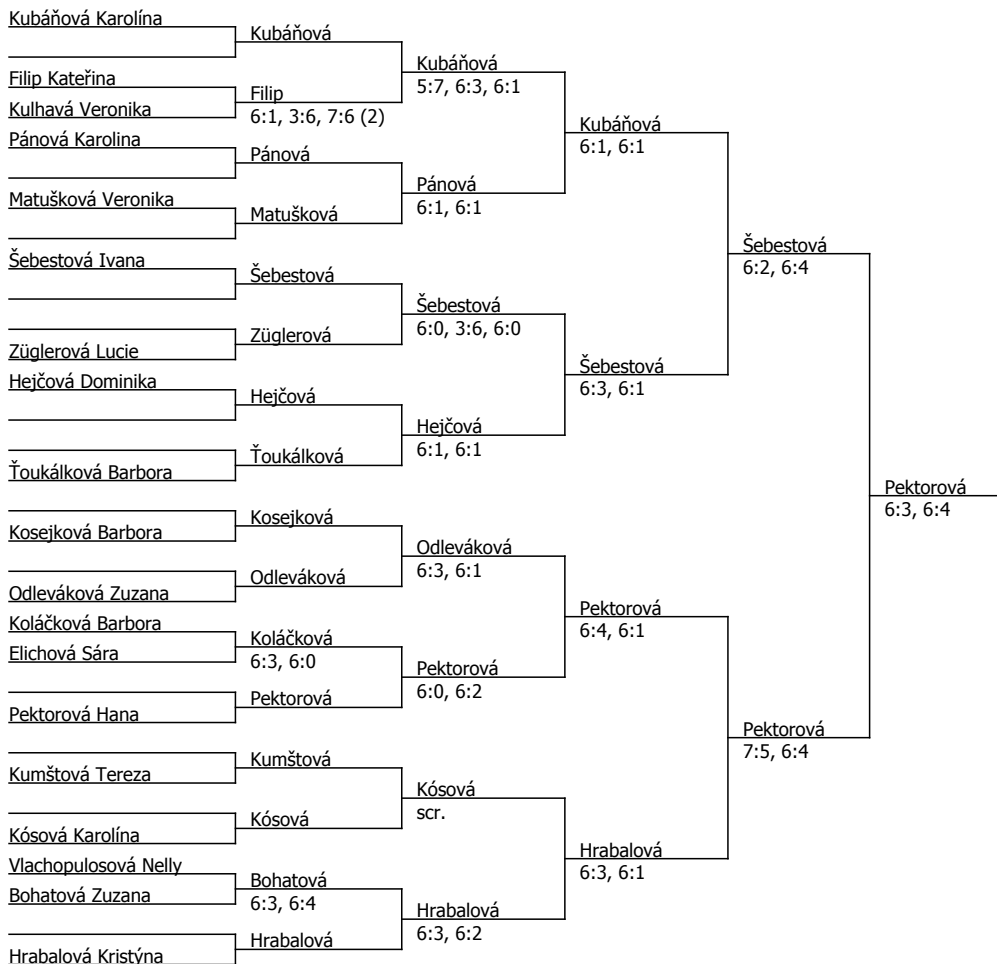 Kubáňová Karolína
Filip Kateřina
Kulhavá Veronika
Pánová Karolina
Matušková Veronika
Šebestová Ivana
Züglerová Lucie
Hejčová Dominika
Ťoukálková Barbora
Kosejková Barbora
Odleváková Zuzana
Koláčková Barbora
Elichová Sára
Pektorová Hana
Kumštová Tereza
Kósová Karolína
Vlachopulosová Nelly
Bohatová Zuzana
Hrabalová Kristýna
Kubáňová
Filip
6:1, 3:6, 7:6 (2)
Pánová
Matušková
Šebestová
Züglerová
Hejčová
Ťoukálková
Kosejková
Odleváková
Koláčková
6:3, 6:0
Pektorová
Kumštová
Kósová
Bohatová
6:3, 6:4
Hrabalová
Kubáňová
5:7, 6:3, 6:1
Pánová
6:1, 6:1
Šebestová
6:0, 3:6, 6:0
Hejčová
6:1, 6:1
Odleváková
6:3, 6:1
Pektorová
6:0, 6:2
Kósová
scr.
Hrabalová
6:3, 6:2
Kubáňová
6:1, 6:1
Šebestová
6:3, 6:1
Pektorová
6:4, 6:1
Hrabalová
6:3, 6:1
Šebestová
6:2, 6:4
Pektorová
7:5, 6:4
Pektorová
6:3, 6:4